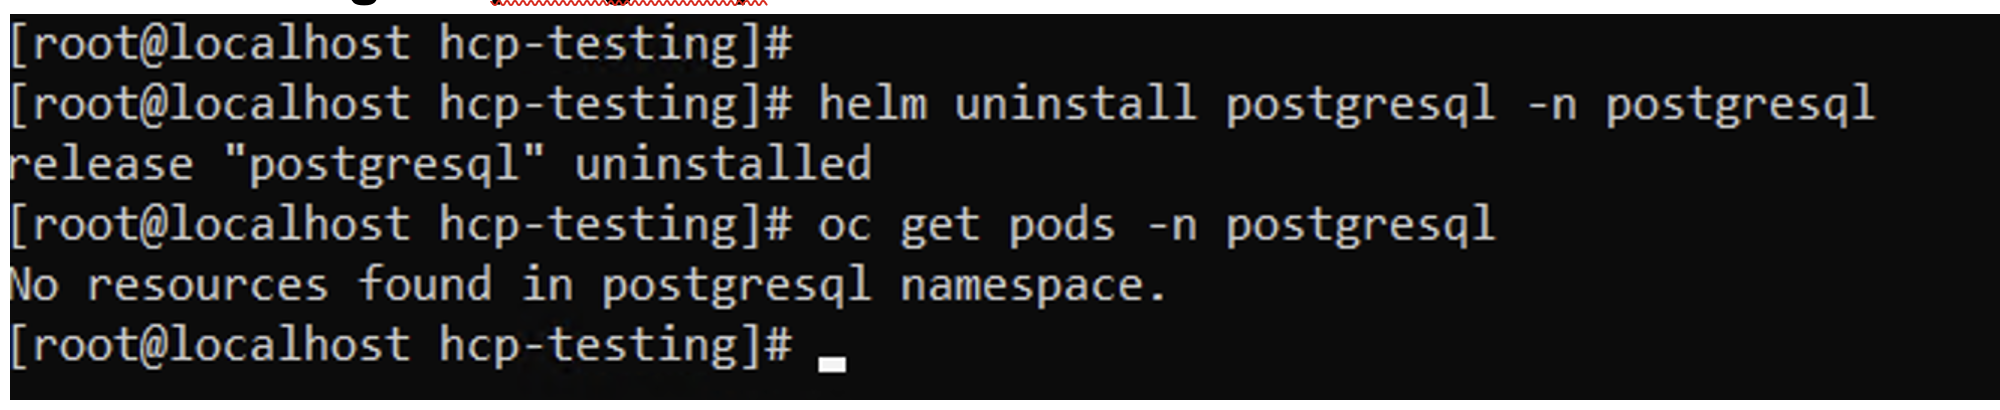 [root@localhost hcp-testing]#
[root@localhost hcp-testing]# helm uninstall postgresql -n postgresql
release "postgresql" uninstalled
[root@localhost hcp-testing]# oc get pods -n postgresql
No resources found in postgresql namespace.
[root@localhost hcp-testing]#